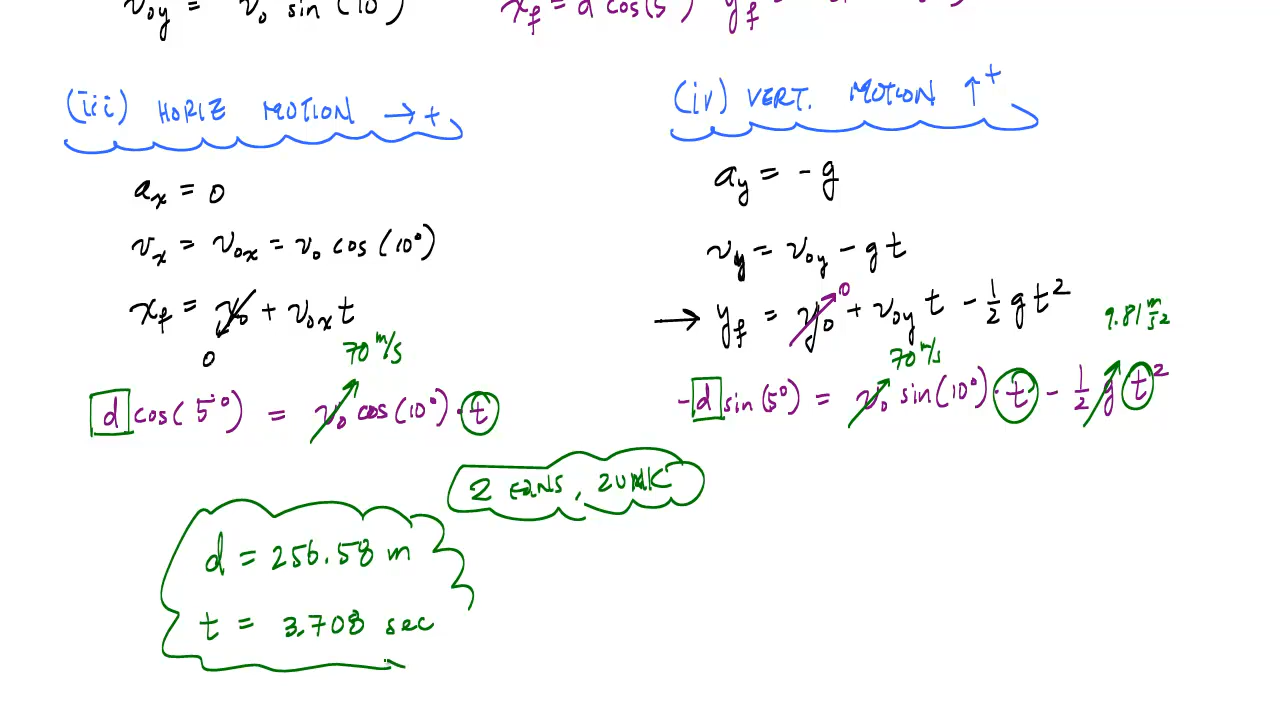 v₀y = v₀ sin(10°)
x_f = d cos(5°) y_f =
(iii) HORIZ MOTION → +
a_x = 0
v_x = v₀x = v₀ cos(10°)
x_f = x₀ + v₀x t
0
70 m/s
d cos(5°) = v₀ cos(10°) · t
(iv) VERT. MOTION ↑ +
a_y = -g
v_y = v₀y - gt
0
→ y_f = y₀ + v₀y t - ½ g t²
70 m/s
9.81 m/s²
-d sin(5°) = v₀ sin(10°) · t - ½ g t²
2 EQNS, 2 UNK
d = 256.58 m
t = 3.708 sec